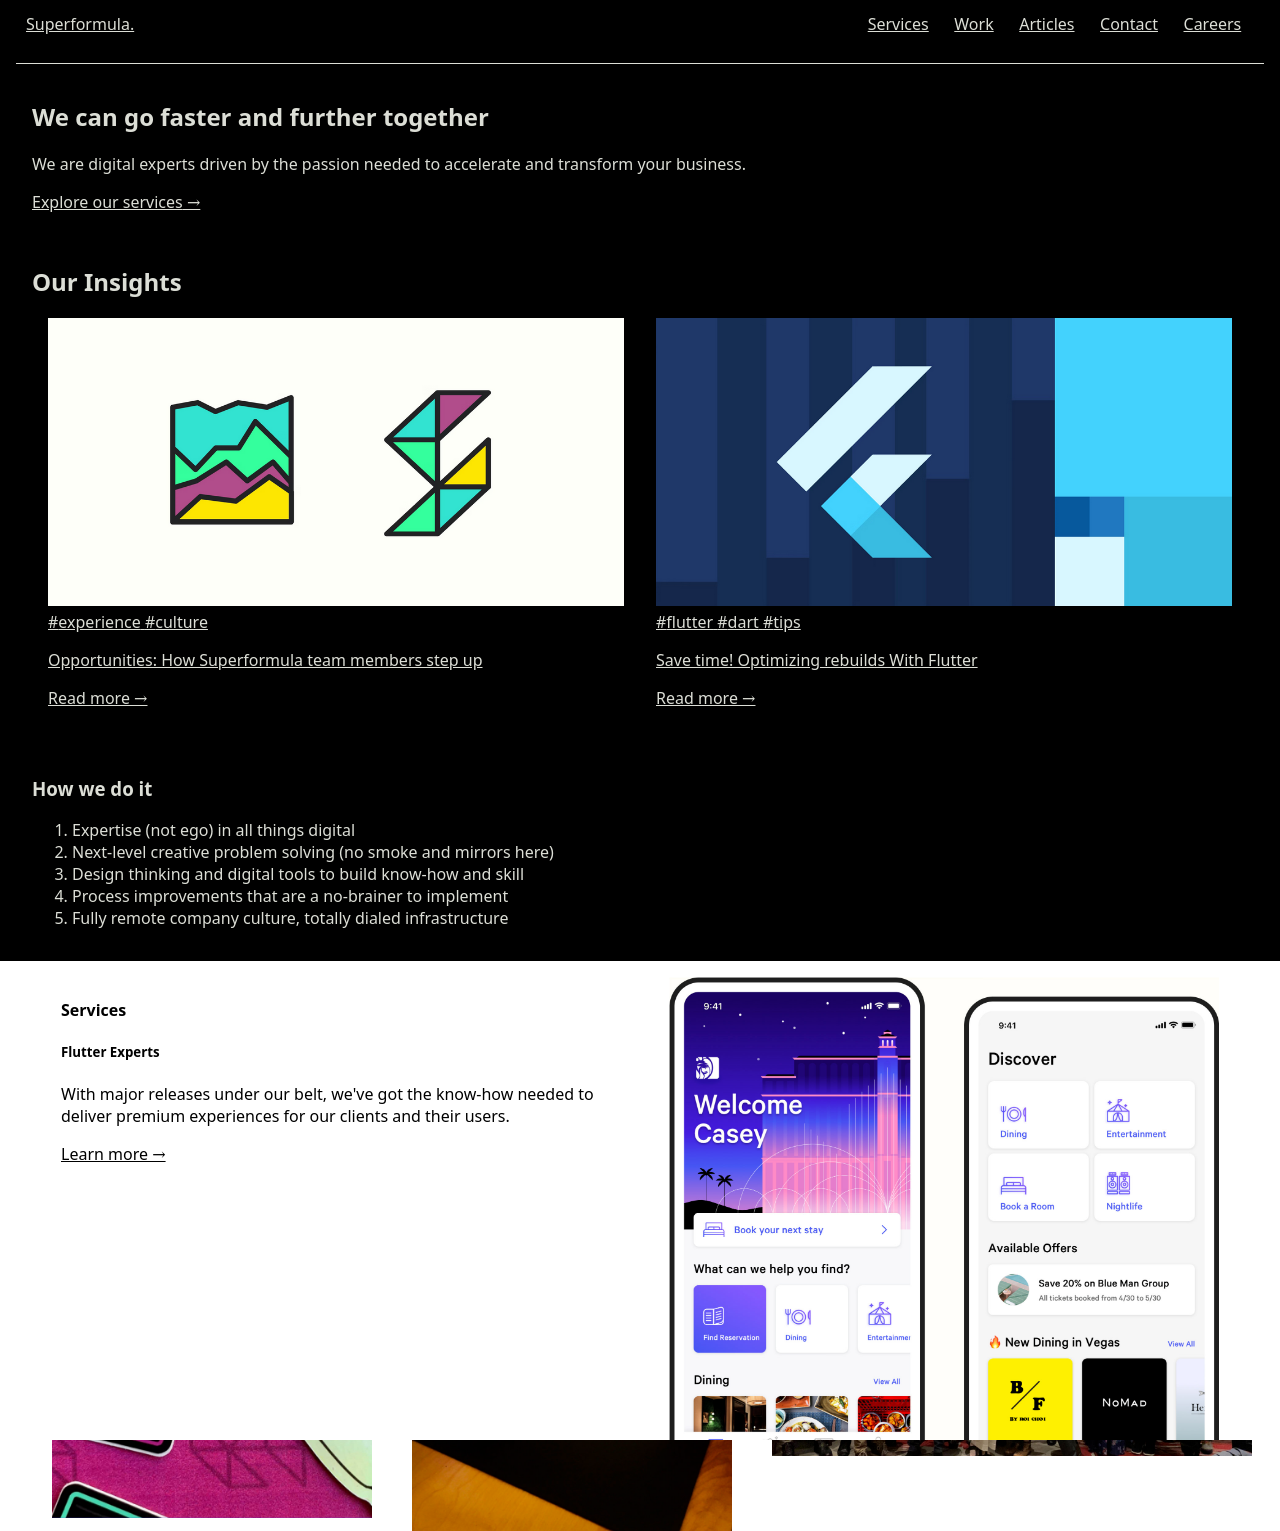 Superformula.
Services Work Articles Contact Careers
We can go faster and further together
We are digital experts driven by the passion needed to accelerate and transform your business.
Explore our services →
Our Insights
#experience #culture
Opportunities: How Superformula team members step up
Read more →
#flutter #dart #tips
Save time! Optimizing rebuilds With Flutter
Read more →
How we do it
1. Expertise (not ego) in all things digital
2. Next-level creative problem solving (no smoke and mirrors here)
3. Design thinking and digital tools to build know-how and skill
4. Process improvements that are a no-brainer to implement
5. Fully remote company culture, totally dialed infrastructure
Services
Flutter Experts
With major releases under our belt, we've got the know-how needed to
deliver premium experiences for our clients and their users.
Learn more →
9:41
Welcome
Casey
Book your next stay
What can we help you find?
Find Reservation
Dining
Entertainmen
Dining
View All
9:41
Discover
Dining
Entertainment
Book a Room
Nightlife
Available Offers
Save 20% on Blue Man Group
All tickets booked from 4/30 to 5/30
New Dining in Vegas
View All
B/F
BY ROI CHOI
NOMAD
He